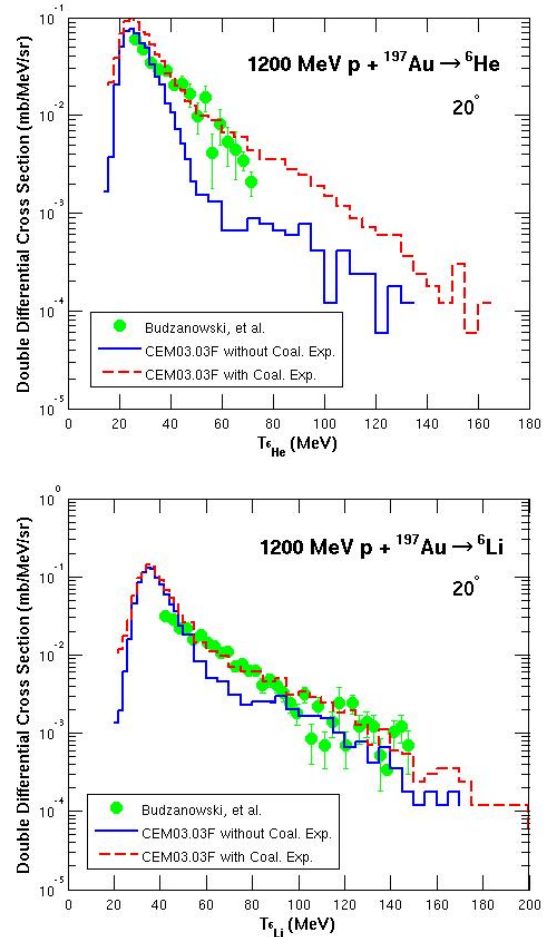 10⁻¹
10⁻²
10⁻³
10⁻⁴
10⁻⁵
Double Differential Cross Section (mb/MeV/sr)
1200 MeV p + ¹⁹⁷Au → ⁶He
20°
Budzanowski, et al.
CEM03.03F without Coal. Exp.
CEM03.03F with Coal. Exp.
0 20 40 60 80 100 120 140 160 180
T⁶He (MeV)
10⁰
10⁻¹
10⁻²
10⁻³
10⁻⁴
10⁻⁵
Double Differential Cross Section (mb/MeV/sr)
1200 MeV p + ¹⁹⁷Au → ⁶Li
20°
Budzanowski, et al.
CEM03.03F without Coal. Exp.
CEM03.03F with Coal. Exp.
0 20 40 60 80 100 120 140 160 180 200
T⁶Li (MeV)